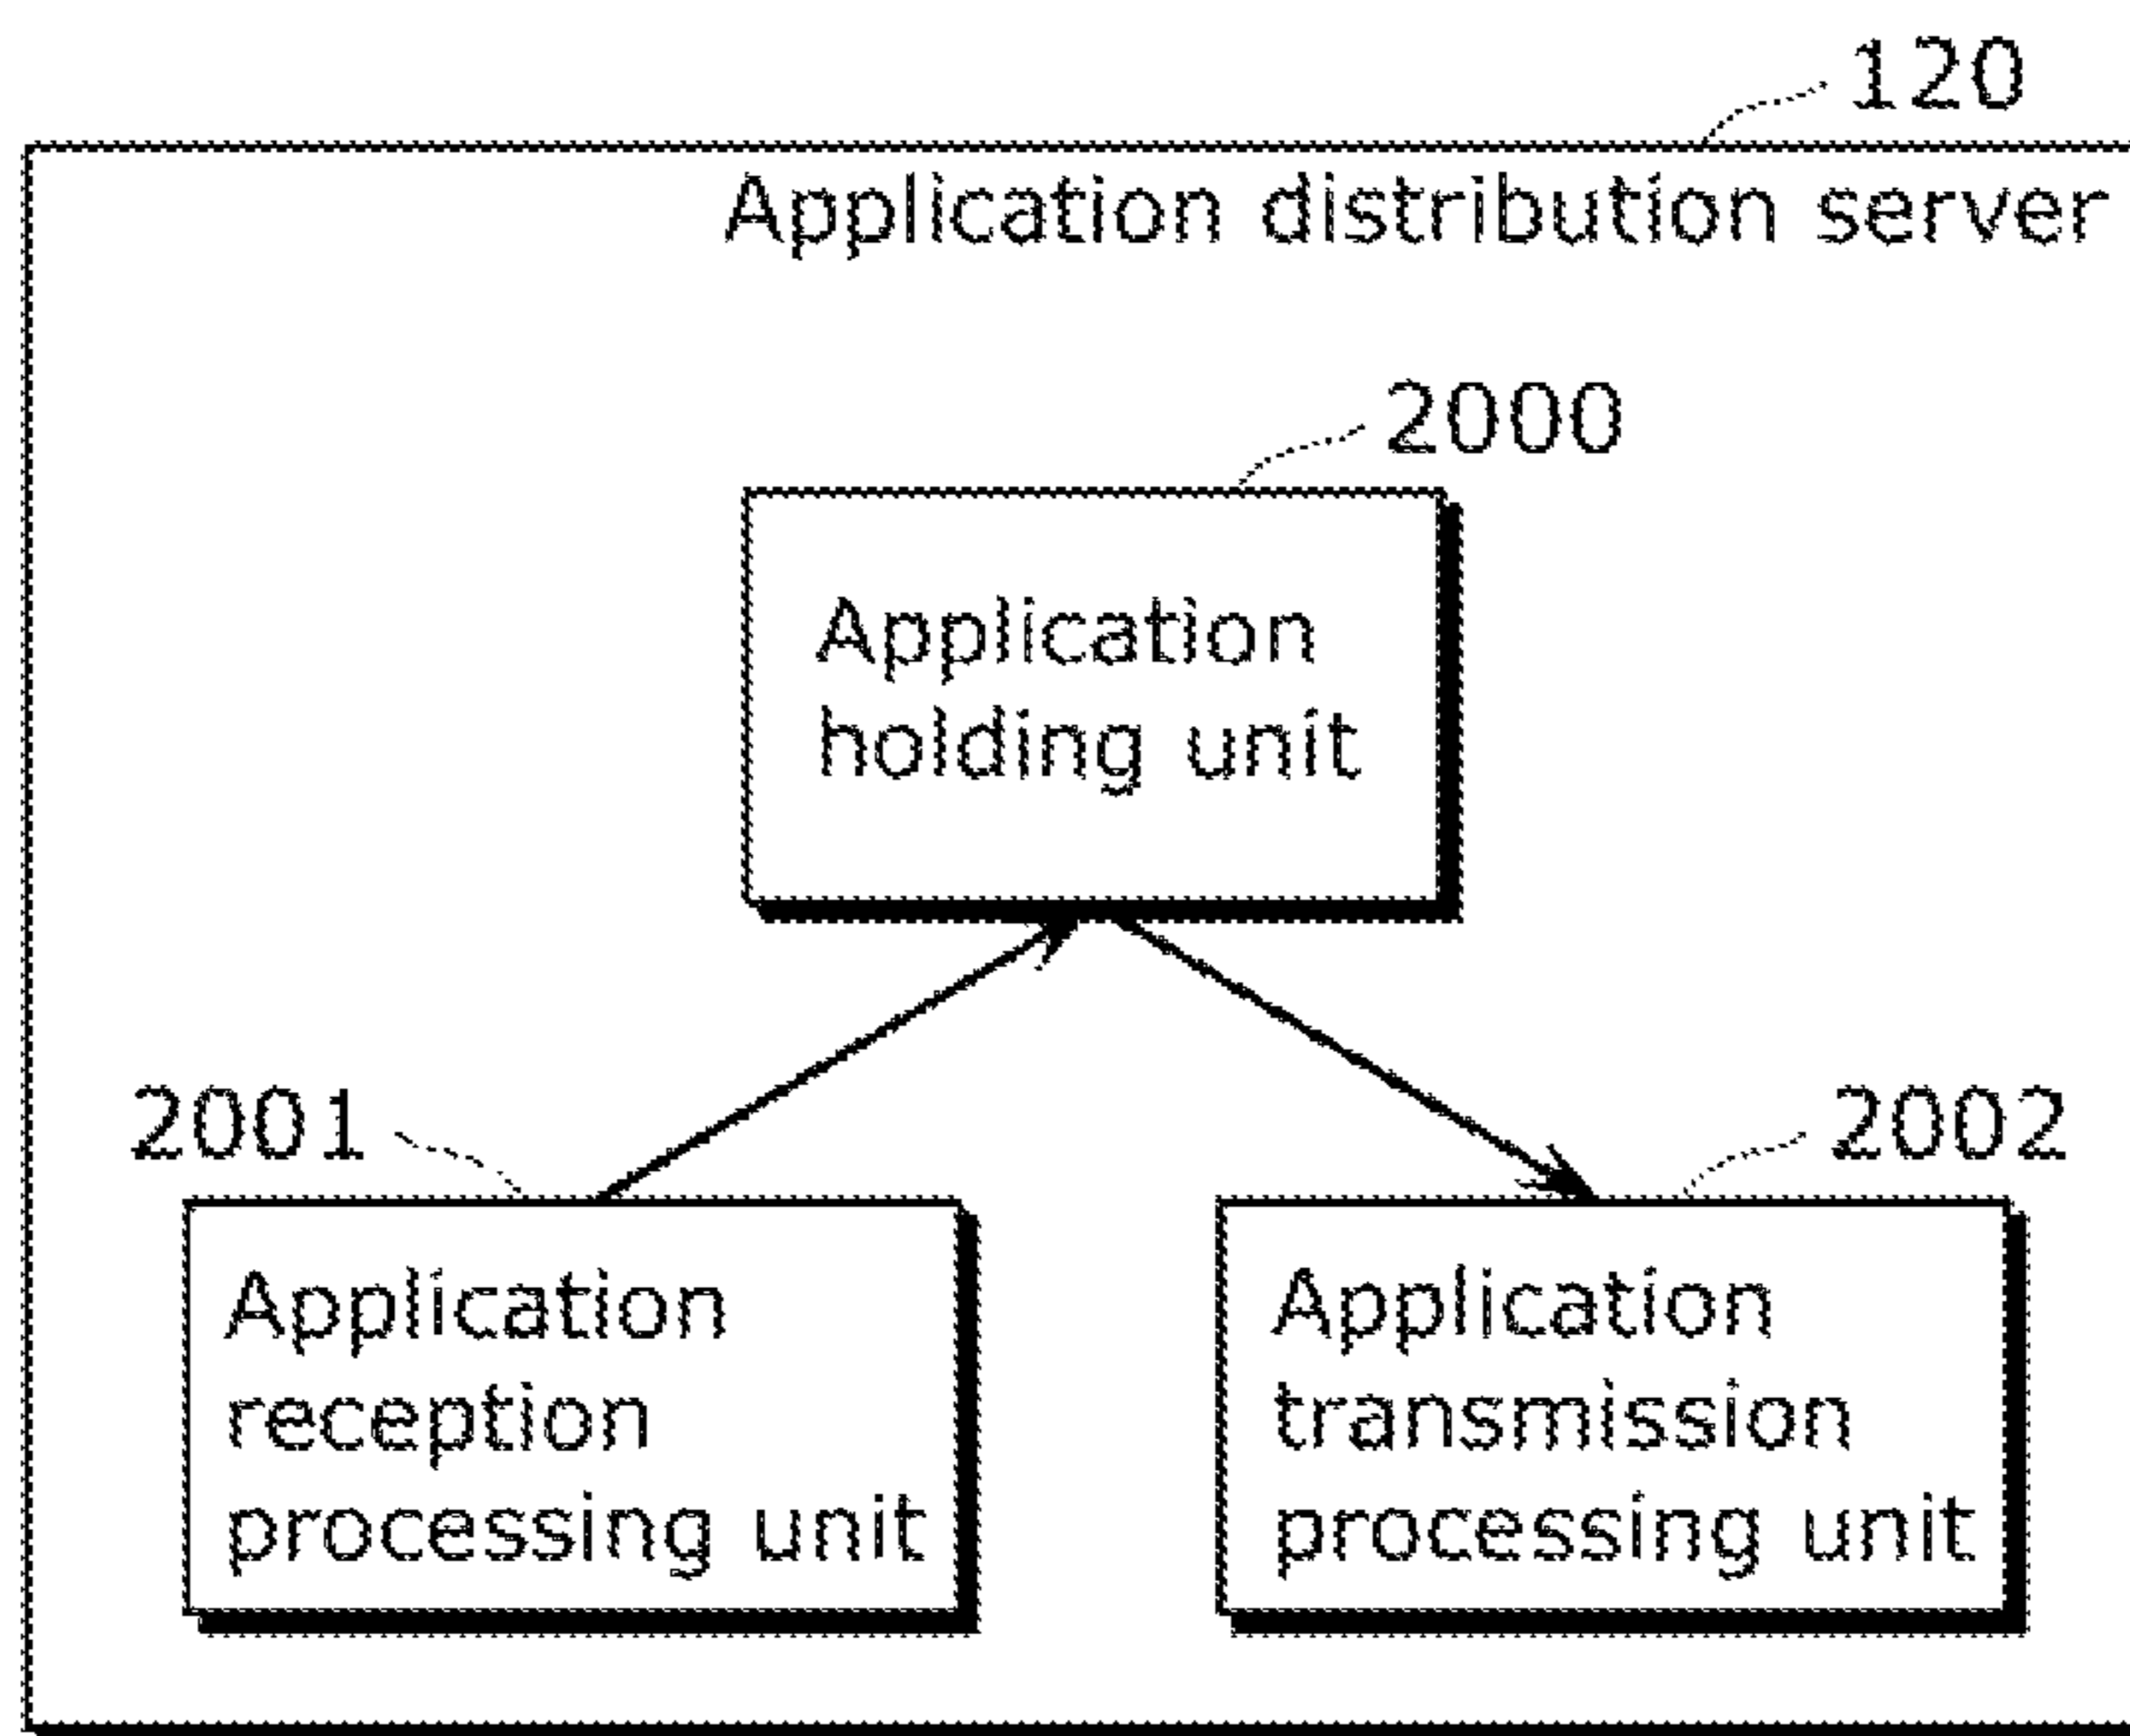 120
Application distribution server
2000
Application
holding unit
2001
2002
Application
reception
processing unit
Application
transmission
processing unit